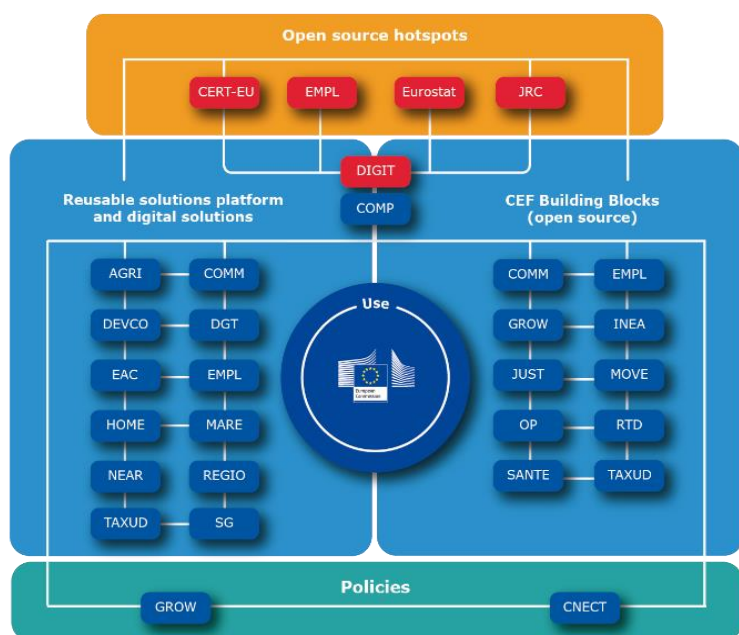 Open source hotspots
CERT-EU
EMPL
Eurostat
JRC
DIGIT
COMP
Reusable solutions platform
and digital solutions
AGRI
COMM
DEVCO
DGT
EAC
EMPL
HOME
MARE
NEAR
REGIO
TAXUD
SG
Use
European
Commission
CEF Building Blocks
(open source)
COMM
EMPL
GROW
INEA
JUST
MOVE
OP
RTD
SANTE
TAXUD
Policies
GROW
CNECT